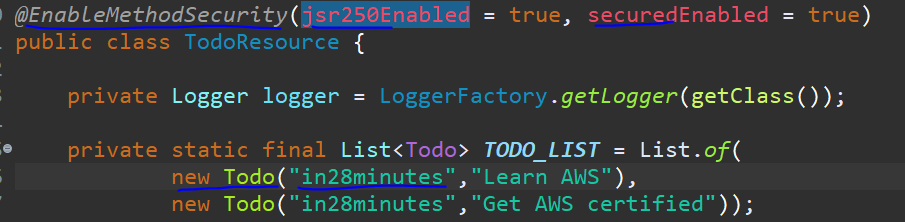 @EnableMethodSecurity(jsr250Enabled = true, securedEnabled = true)
public class TodoResource {
private Logger logger = LoggerFactory.getLogger(getClass());
private static final List<Todo> TODO_LIST = List.of(
new Todo("in28minutes","Learn AWS"),
new Todo("in28minutes","Get AWS certified"));